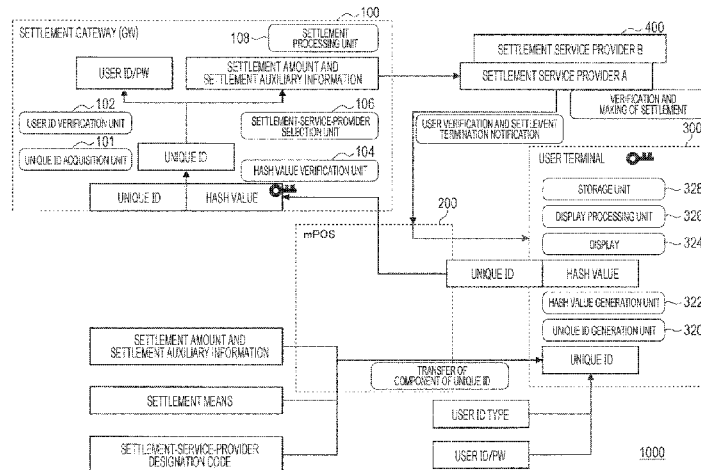 100
SETTLEMENT GATEWAY (GW)
108
SETTLEMENT
PROCESSING UNIT
400
SETTLEMENT SERVICE PROVIDER B
USER ID/PW
SETTLEMENT AMOUNT AND
SETTLEMENT AUXILIARY INFORMATION
SETTLEMENT SERVICE PROVIDER A
102
USER ID VERIFICATION UNIT
106
SETTLEMENT-SERVICE-PROVIDER
SELECTION UNIT
USER VERIFICATION AND SETTLEMENT
TERMINATION NOTIFICATION
VERIFICATION AND
MAKING OF SETTLEMENT
300
101
UNIQUE ID ACQUISITION UNIT
UNIQUE ID
104
HASH VALUE VERIFICATION UNIT
USER TERMINAL
STORAGE UNIT
328
UNIQUE ID
HASH VALUE
200
DISPLAY PROCESSING UNIT
326
mPOS
DISPLAY
324
UNIQUE ID
HASH VALUE
HASH VALUE GENERATION UNIT
322
UNIQUE ID GENERATION UNIT
320
SETTLEMENT AMOUNT AND
SETTLEMENT AUXILIARY INFORMATION
UNIQUE ID
TRANSFER OF
COMPONENT OF UNIQUE ID
SETTLEMENT MEANS
USER ID TYPE
SETTLEMENT-SERVICE-PROVIDER
DESIGNATION CODE
USER ID/PW
1000